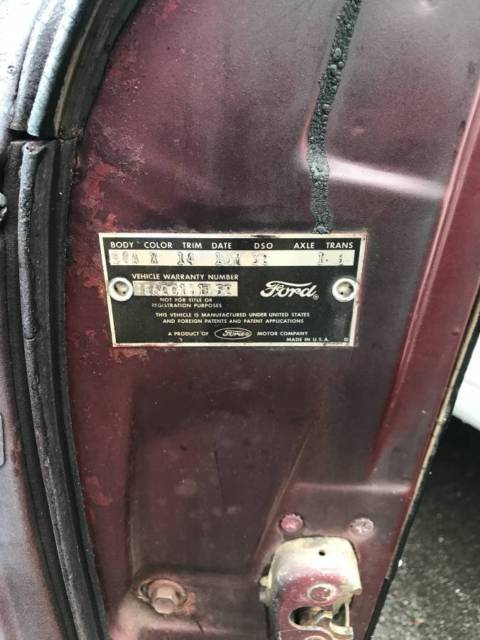 BODY COLOR TRIM DATE DSO AXLE TRANS
14
VEHICLE WARRANTY NUMBER
Ford
NOT FOR TITLE OR
REGISTRATION PURPOSES
THIS VEHICLE IS MANUFACTURED UNDER UNITED STATES
AND FOREIGN PATENTS AND PATENT APPLICATIONS
A PRODUCT OF Ford MOTOR COMPANY
MADE IN U.S.A.